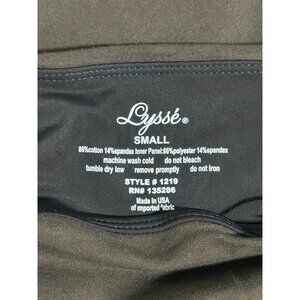 Lyssé®
SMALL
86%cotton 14%spandex Inner Panel:86%polyester 14%spandex
machine wash cold do not bleach
tumble dry low remove promptly do not iron
STYLE # 1219
RN# 135286
Made in USA
of imported fabric